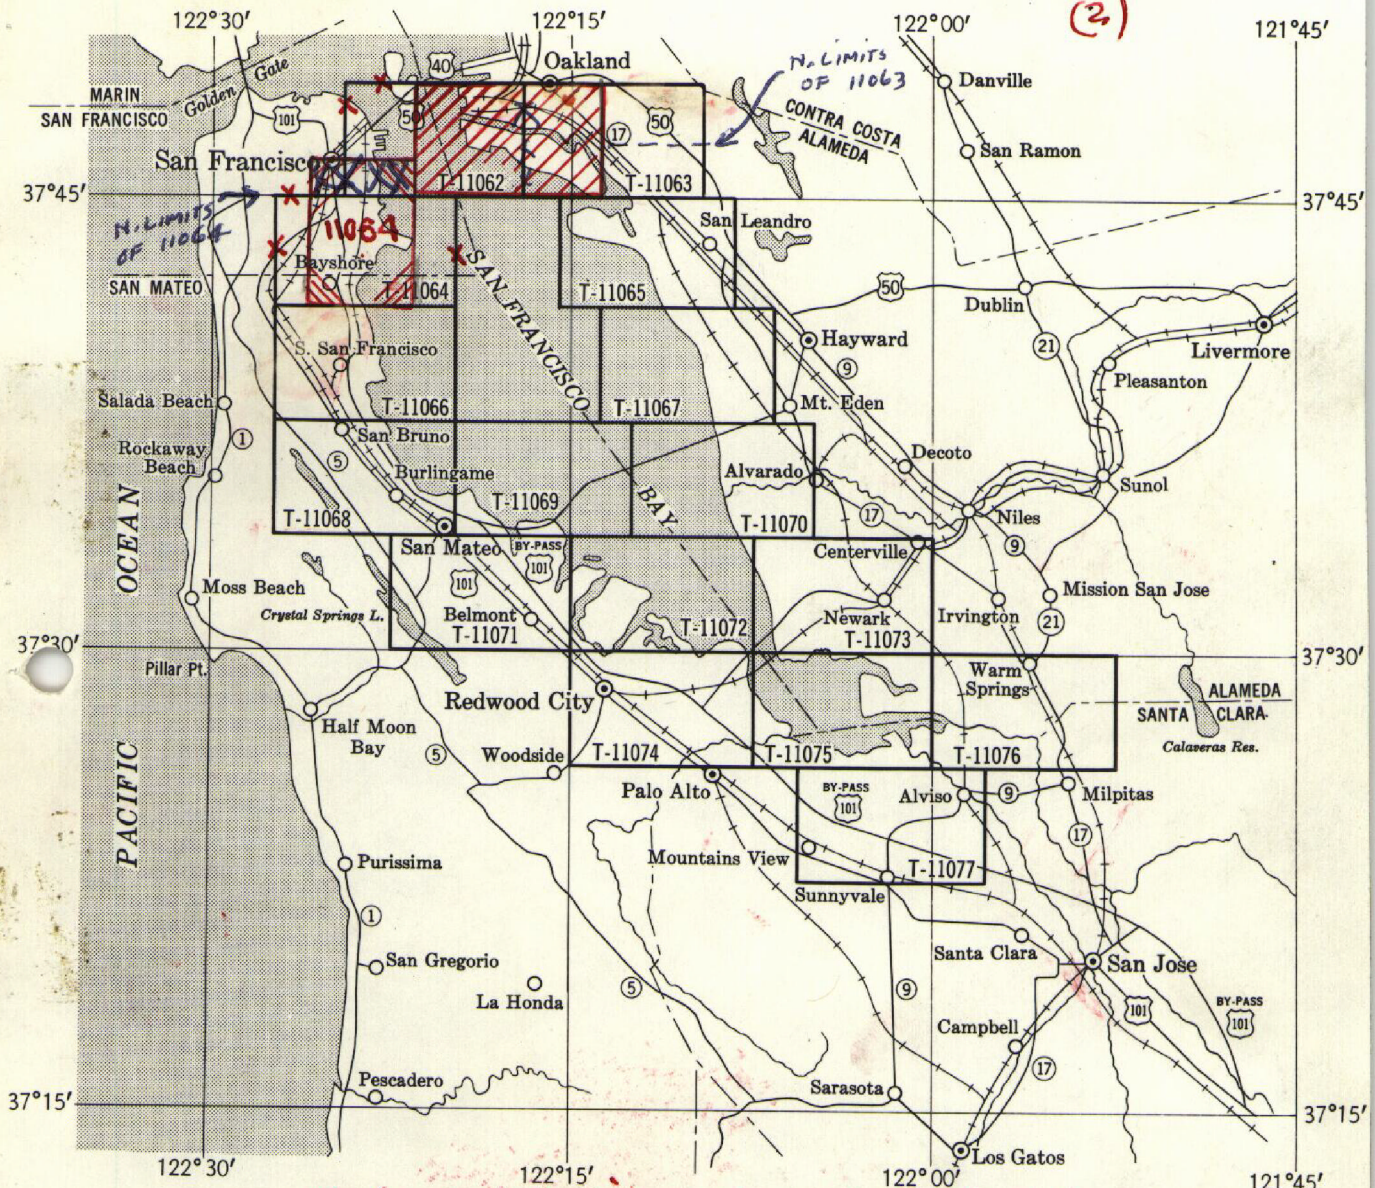 (2)
122°30′
122°15′
122°00′
121°45′
Oakland
40
N. LIMITS
OF 11063
Danville
Golden Gate
MARIN
SAN FRANCISCO
101
50
50
17
CONTRA COSTA
ALAMEDA
San Ramon
San Francisco
T-11062
T-11063
37°45′
37°45′
N. LIMITS
OF 11064
11064
San Leandro
Bayshore
SAN MATEO
T-11064
SAN FRANCISCO BAY
T-11065
50
Dublin
Hayward
21
Livermore
S. San Francisco
9
Pleasanton
Salada Beach
T-11066
T-11067
Mt. Eden
1
San Bruno
Rockaway
Beach
5
Burlingame
Decoto
Alvarado
Sunol
T-11068
T-11069
T-11070
17
Niles
San Mateo
BY-PASS
101
101
Centerville
9
PACIFIC OCEAN
Moss Beach
Crystal Springs L.
Belmont
T-11071
T-11072
Newark
T-11073
Irvington
Mission San Jose
21
37°30′
37°30′
Pillar Pt.
Warm
Springs
Redwood City
ALAMEDA
SANTA CLARA
Calaveras Res.
Half Moon
Bay
5
Woodside
T-11074
T-11075
T-11076
Palo Alto
BY-PASS
101
Alviso
9
Milpitas
17
Mountains View
T-11077
Purissima
Sunnyvale
1
Santa Clara
San Jose
San Gregorio
La Honda
5
9
101
BY-PASS
101
Campbell
17
Pescadero
Sarasota
37°15′
37°15′
Los Gatos
122°30′
122°15′
122°00′
121°45′